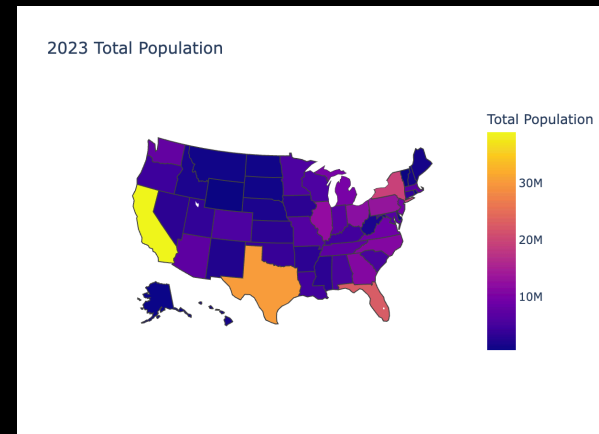 2023 Total Population
Total Population
30M
20M
10M